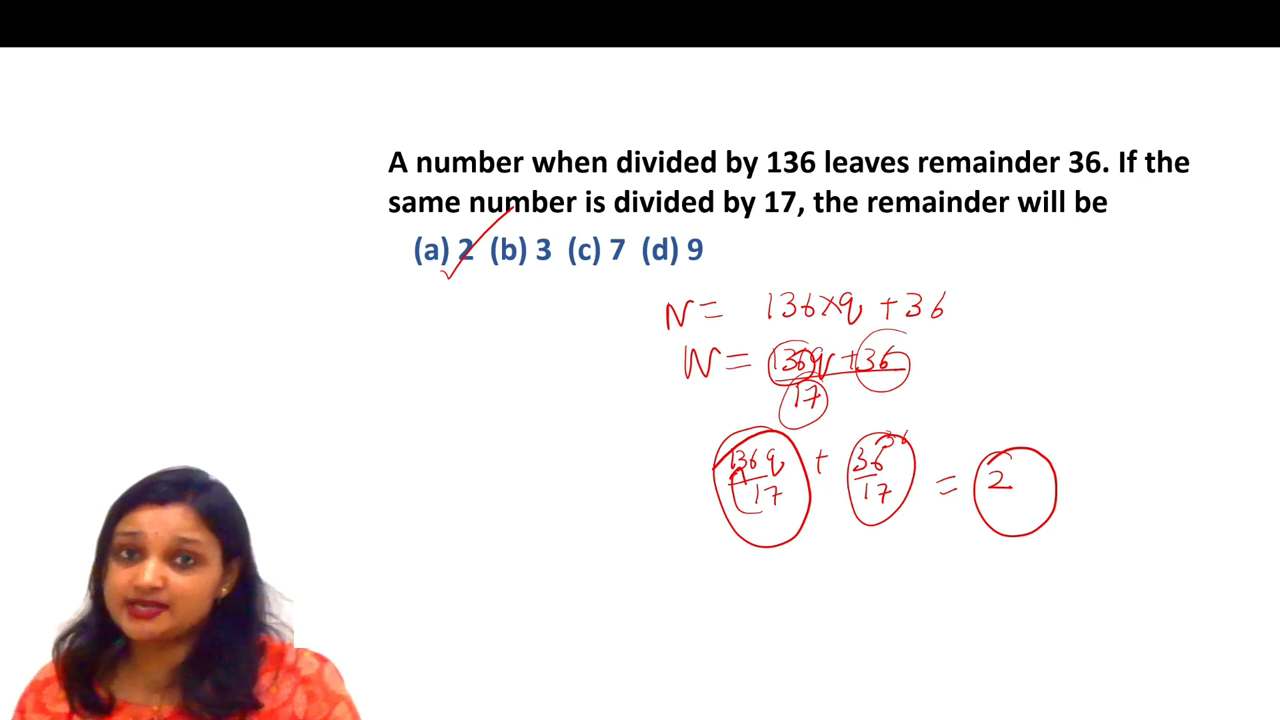 A number when divided by 136 leaves remainder 36. If the
same number is divided by 17, the remainder will be
(a) 2 (b) 3 (c) 7 (d) 9
N = 136×q + 36
N = 136q + 36
17
136q + 36 = 2
17 17